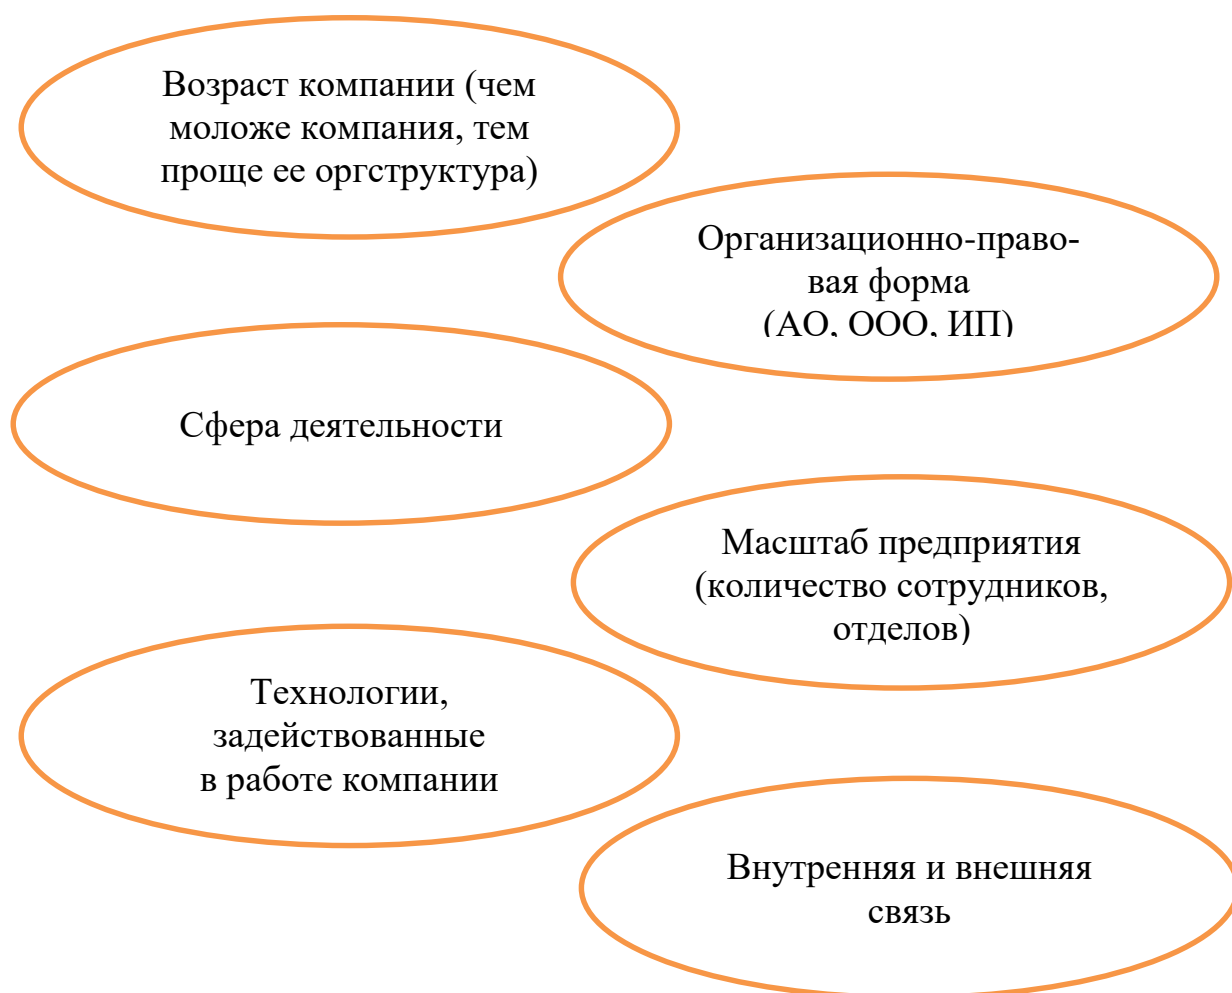 Возраст компании (чем
моложе компания, тем
проще ее оргструктура)
Организационно-право-
вая форма
(АО, ООО, ИП)
Сфера деятельности
Масштаб предприятия
(количество сотрудников,
отделов)
Технологии,
задействованные
в работе компании
Внутренняя и внешняя
связь